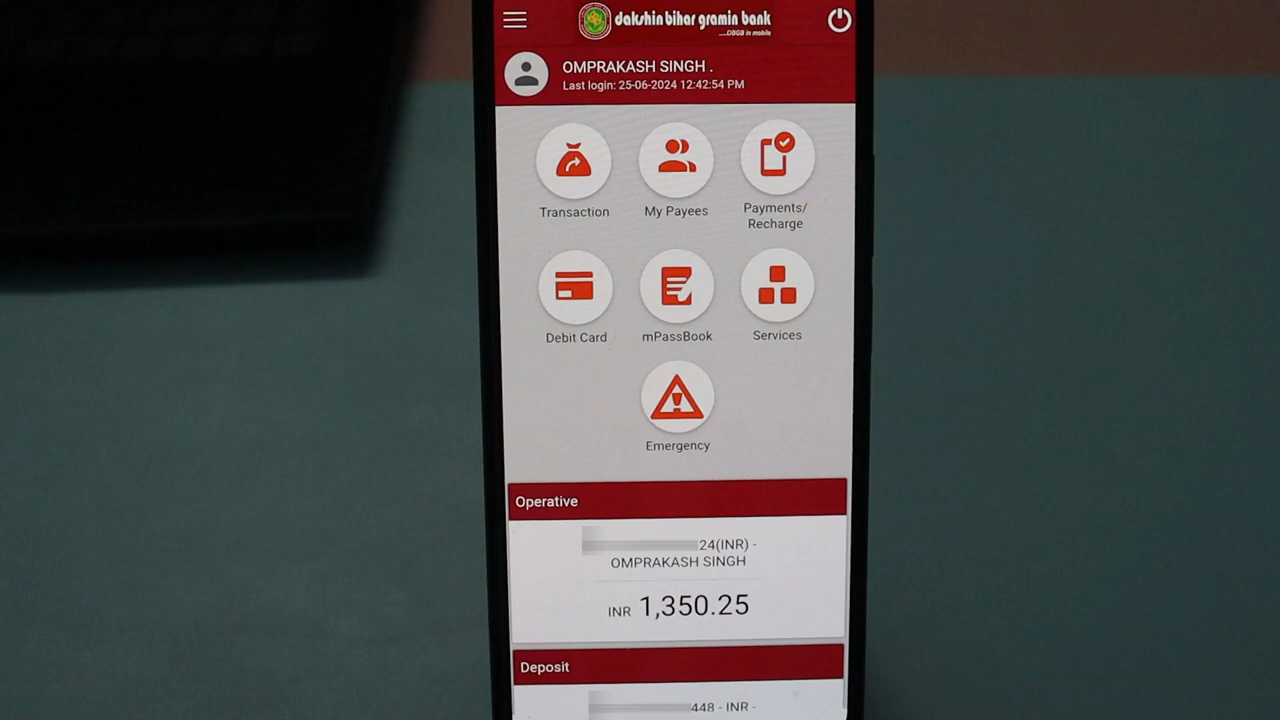 dakshin bihar gramin bank
....DBGB in mobile
OMPRAKASH SINGH .
Last login: 25-06-2024 12:42:54 PM
Transaction
My Payees
Payments/
Recharge
Debit Card
mPassBook
Services
Emergency
Operative
24(INR) -
OMPRAKASH SINGH
INR 1,350.25
Deposit
448 - INR -